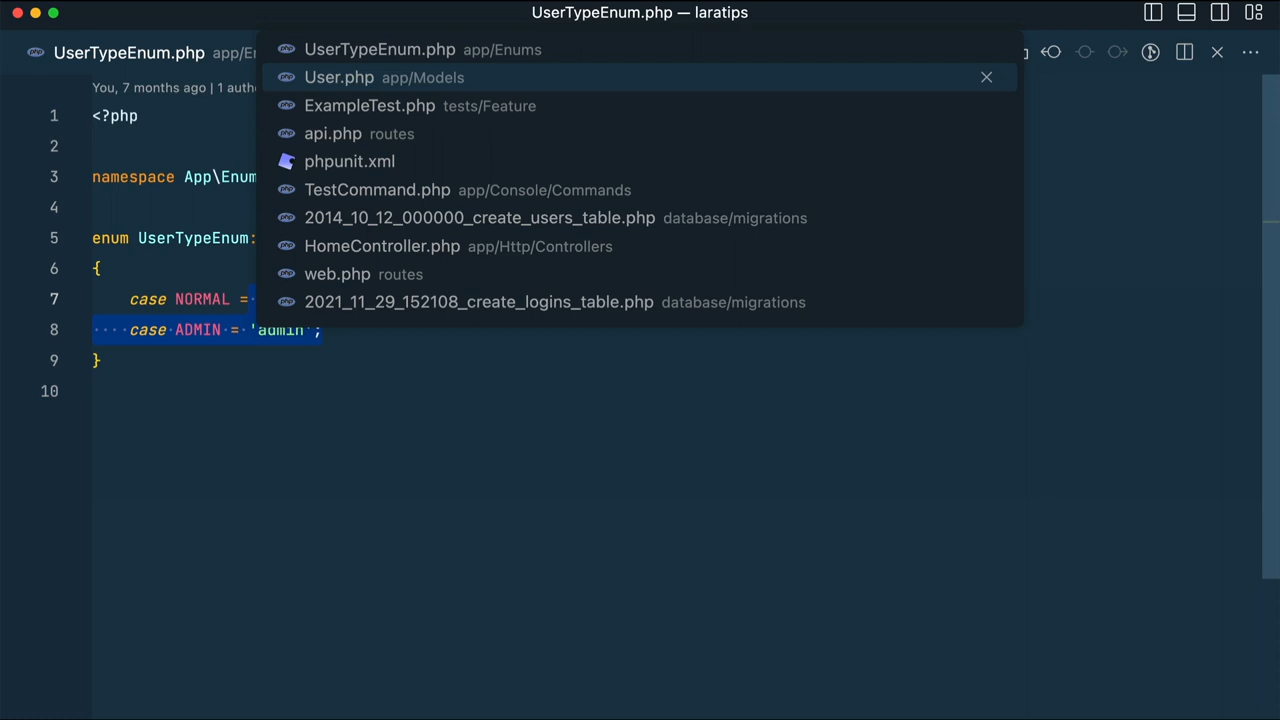 UserTypeEnum.php — laratips
UserTypeEnum.php app/En
You, 7 months ago | 1 autho
1 <?php
2
3 namespace App\Enum
4
5 enum UserTypeEnum:
6 {
7 case NORMAL =
8 ····case·ADMIN·=·'admin';
9 }
10
UserTypeEnum.php app/Enums
User.php app/Models
ExampleTest.php tests/Feature
api.php routes
phpunit.xml
TestCommand.php app/Console/Commands
2014_10_12_000000_create_users_table.php database/migrations
HomeController.php app/Http/Controllers
web.php routes
2021_11_29_152108_create_logins_table.php database/migrations